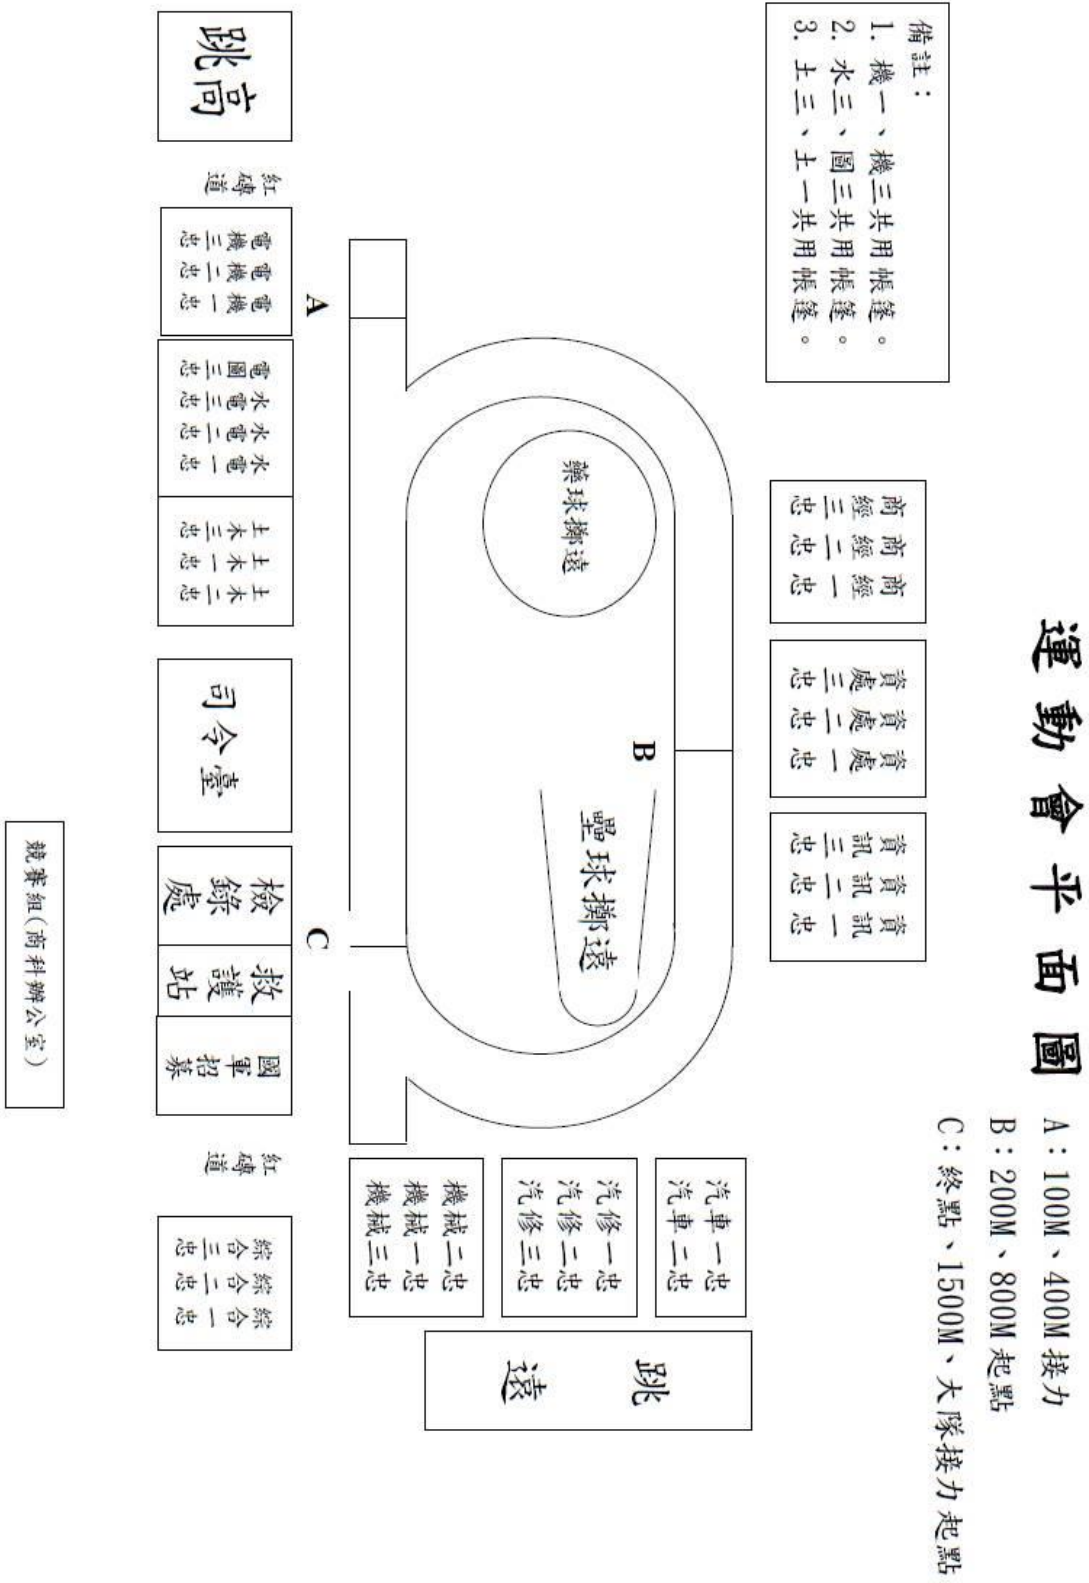 運動會平面圖
A：100M、400M接力
B：200M、800M起點
C：終點、1500M、大隊接力起點
備註：
1. 機一、機三共用帳篷。
2. 水三、圖三共用帳篷。
3. 土三、土一共用帳篷。
商經三忠
商經二忠
商經一忠
資處三忠
資處二忠
資處一忠
資訊三忠
資訊二忠
資訊一忠
B
藥球擲遠
壘球擲遠
汽車一忠
汽車二忠
汽修一忠
汽修二忠
汽修三忠
機械二忠
機械一忠
機械三忠
跳遠
A
C
跳高
紅磚道
電機三忠
電機二忠
電機一忠
電圖三忠
水電三忠
水電二忠
水電一忠
土木三忠
土木一忠
土木二忠
司令臺
檢錄處
救護站
國軍招募
紅磚道
綜合三忠
綜合二忠
綜合一忠
競賽組(商科辦公室)